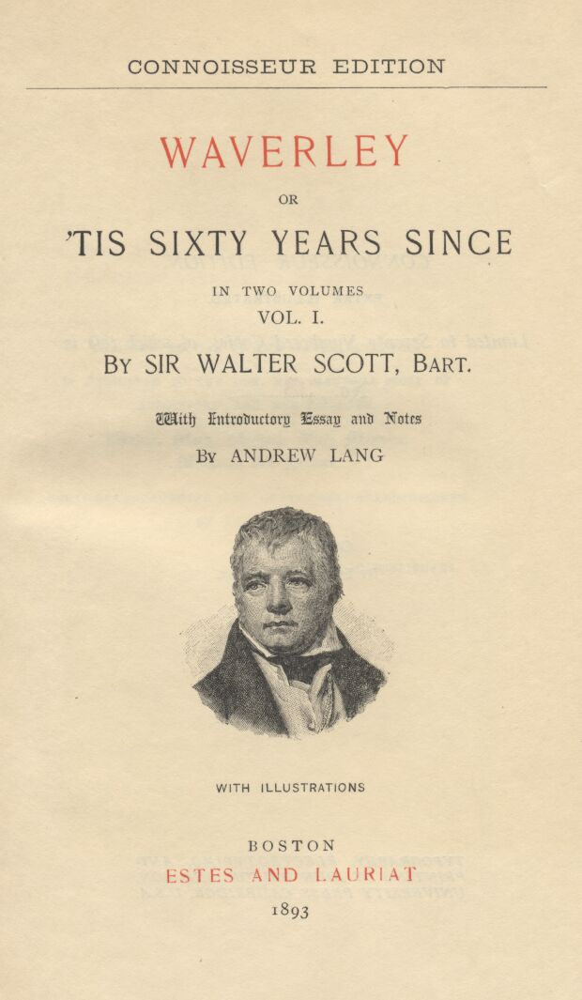 CONNOISSEUR EDITION
WAVERLEY
OR
'TIS SIXTY YEARS SINCE
IN TWO VOLUMES
VOL. I.
By SIR WALTER SCOTT, Bart.
With Introductory Essay and Notes
By ANDREW LANG
WITH ILLUSTRATIONS
BOSTON
ESTES AND LAURIAT
1893